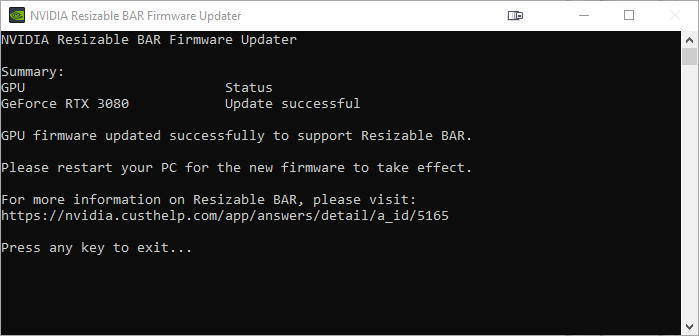 NVIDIA Resizable BAR Firmware Updater
NVIDIA Resizable BAR Firmware Updater
Summary:
GPU Status
GeForce RTX 3080 Update successful
GPU firmware updated successfully to support Resizable BAR.
Please restart your PC for the new firmware to take effect.
For more information on Resizable BAR, please visit:
https://nvidia.custhelp.com/app/answers/detail/a_id/5165
Press any key to exit...